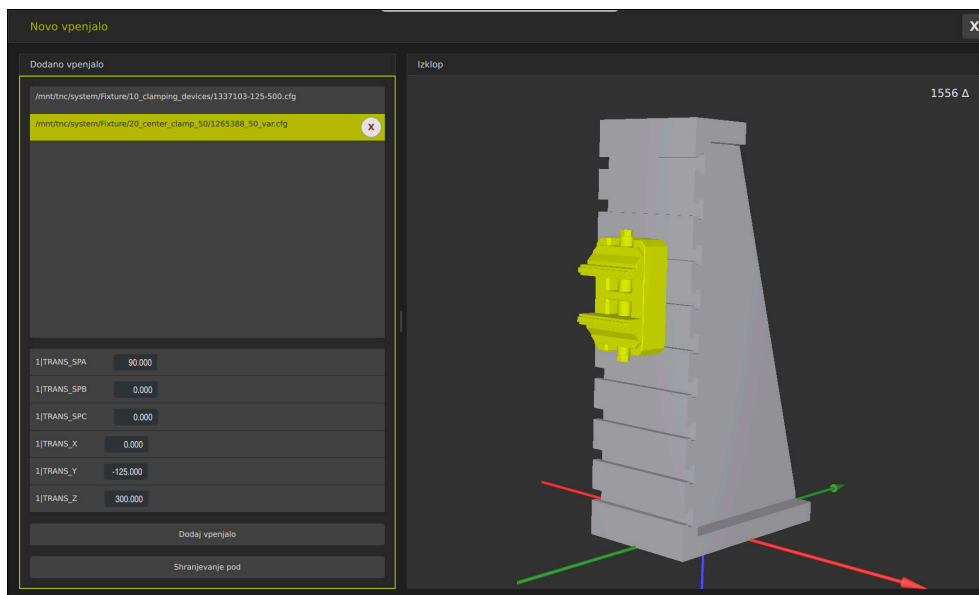 Novo vpenjalo
X
Dodano vpenjalo
Izklop
/mnt/tnc/system/Fixture/10_clamping_devices/1337103-125-500.cfg
1556 Δ
/mnt/tnc/system/Fixture/20_center_clamp_50/1265388_50_var.cfg
X
1|TRANS_SPA 90.000
1|TRANS_SPB 0.000
1|TRANS_SPC 0.000
1|TRANS_X 0.000
1|TRANS_Y -125.000
1|TRANS_Z 300.000
Dodaj vpenjalo
Shranjevanje pod